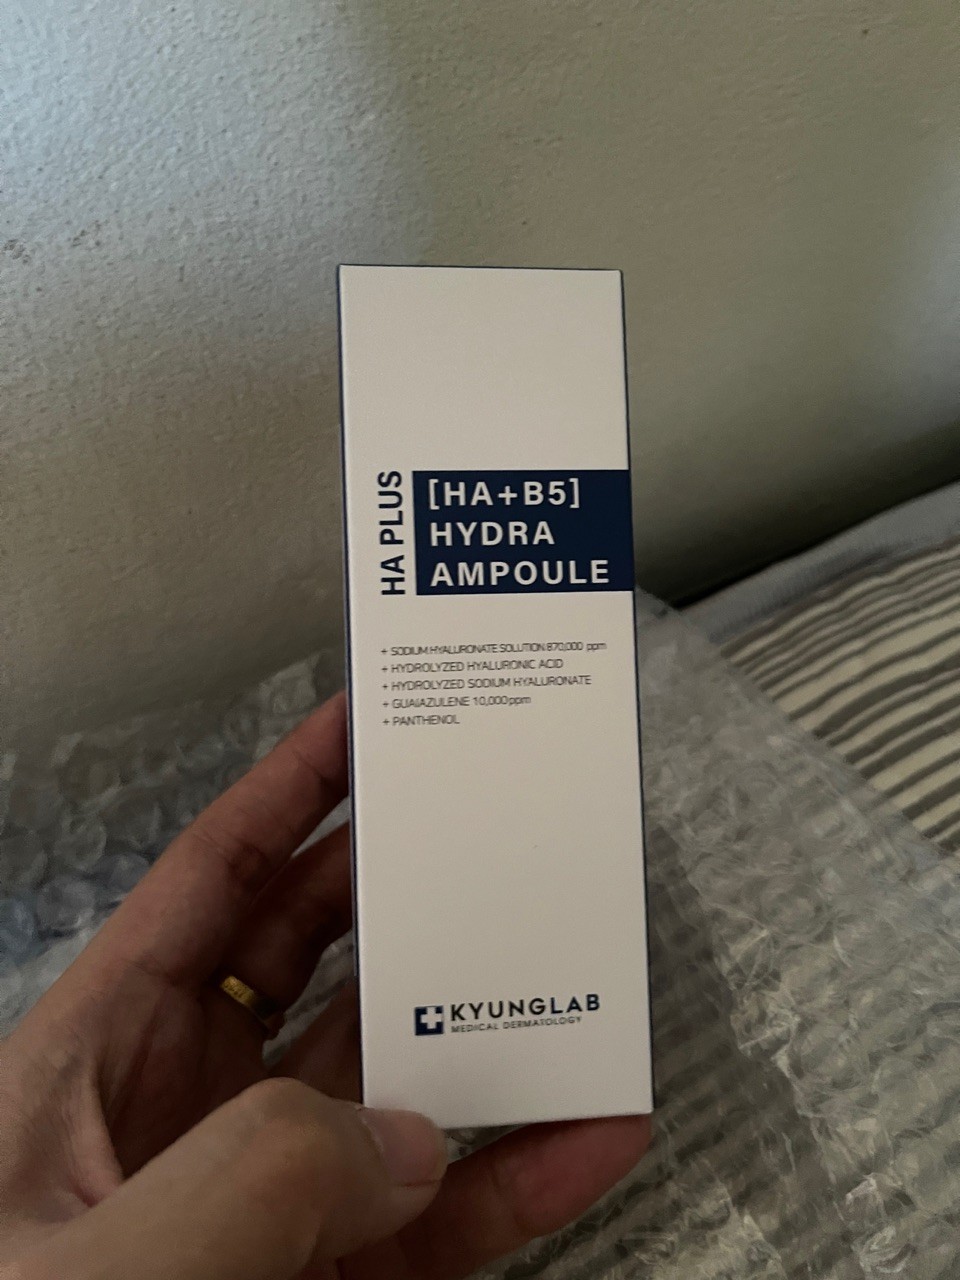 HA PLUS
[HA+B5]
HYDRA
AMPOULE
+ SODIUM HYALURONATE SOLUTION 870,000 ppm
+ HYDROLYZED HYALURONIC ACID
+ HYDROLYZED SODIUM HYALURONATE
+ GUAIAZULENE 10,000ppm
+ PANTHENOL
KYUNGLAB
MEDICAL DERMATOLOGY